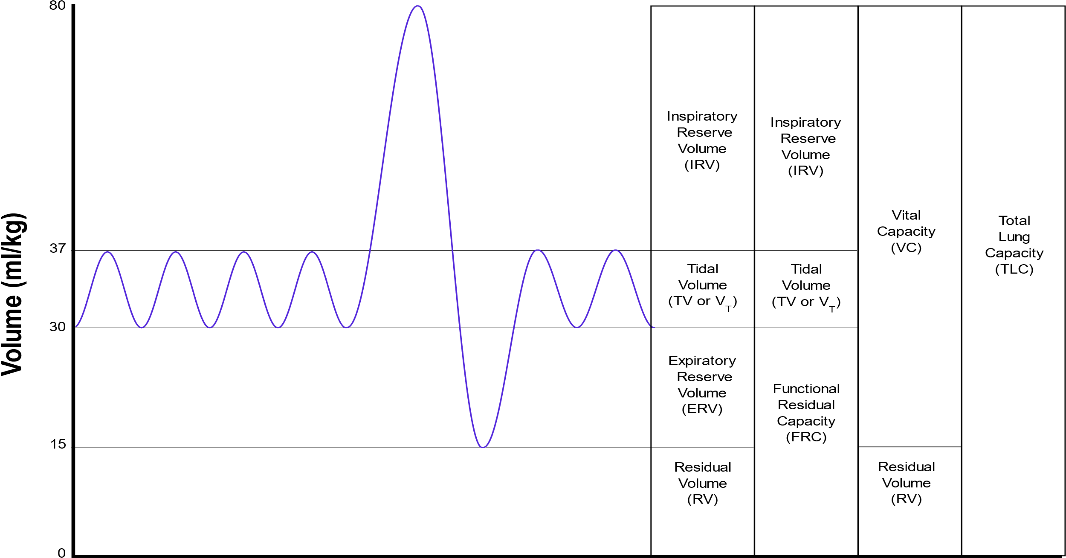 80
37
30
15
0
Volume (ml/kg)
Inspiratory
Reserve
Volume
(IRV)
Tidal
Volume
(TV or VT)
Expiratory
Reserve
Volume
(ERV)
Residual
Volume
(RV)
Inspiratory
Reserve
Volume
(IRV)
Tidal
Volume
(TV or VT)
Functional
Residual
Capacity
(FRC)
Vital
Capacity
(VC)
Residual
Volume
(RV)
Total
Lung
Capacity
(TLC)